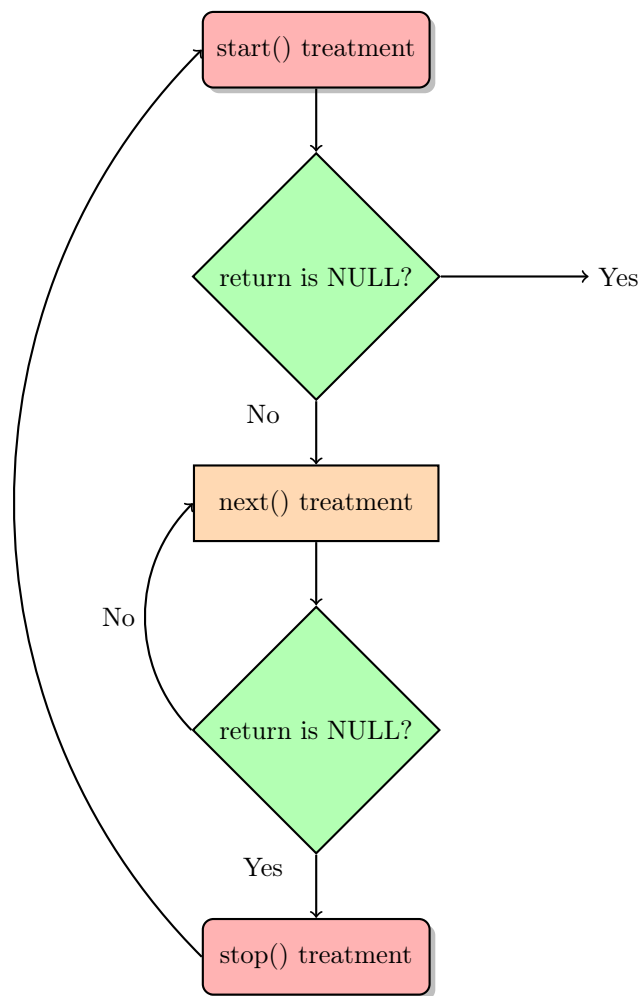 start() treatment
return is NULL?
Yes
No
next() treatment
No
return is NULL?
Yes
stop() treatment